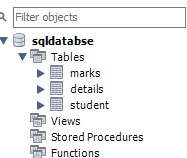 Filter objects
sqldatabse
Tables
marks
details
student
Views
Stored Procedures
Functions